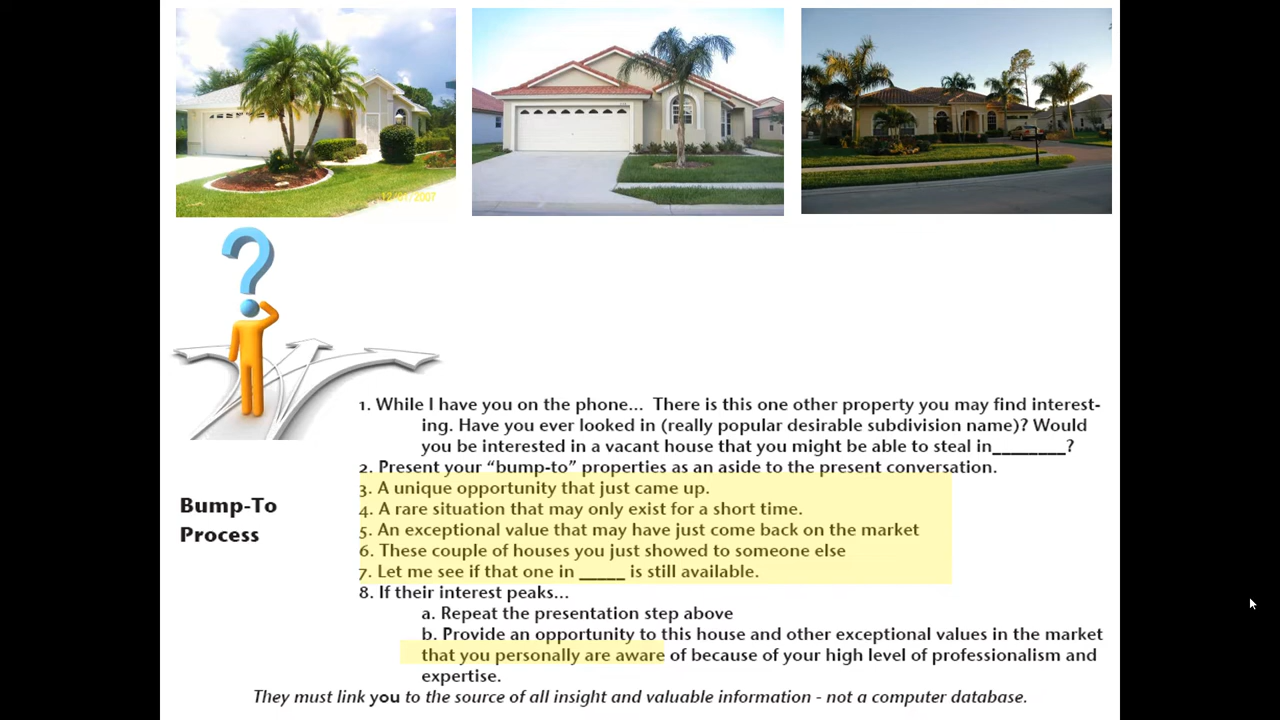 12/01/2007
1. While I have you on the phone... There is this one other property you may find interest-
ing. Have you ever looked in (really popular desirable subdivision name)? Would
you be interested in a vacant house that you might be able to steal in________?
2. Present your “bump-to” properties as an aside to the present conversation.
3. A unique opportunity that just came up.
4. A rare situation that may only exist for a short time.
5. An exceptional value that may have just come back on the market
6. These couple of houses you just showed to someone else
7. Let me see if that one in _____ is still available.
Bump-To
Process
8. If their interest peaks...
a. Repeat the presentation step above
b. Provide an opportunity to this house and other exceptional values in the market
that you personally are aware of because of your high level of professionalism and
expertise.
They must link you to the source of all insight and valuable information - not a computer database.